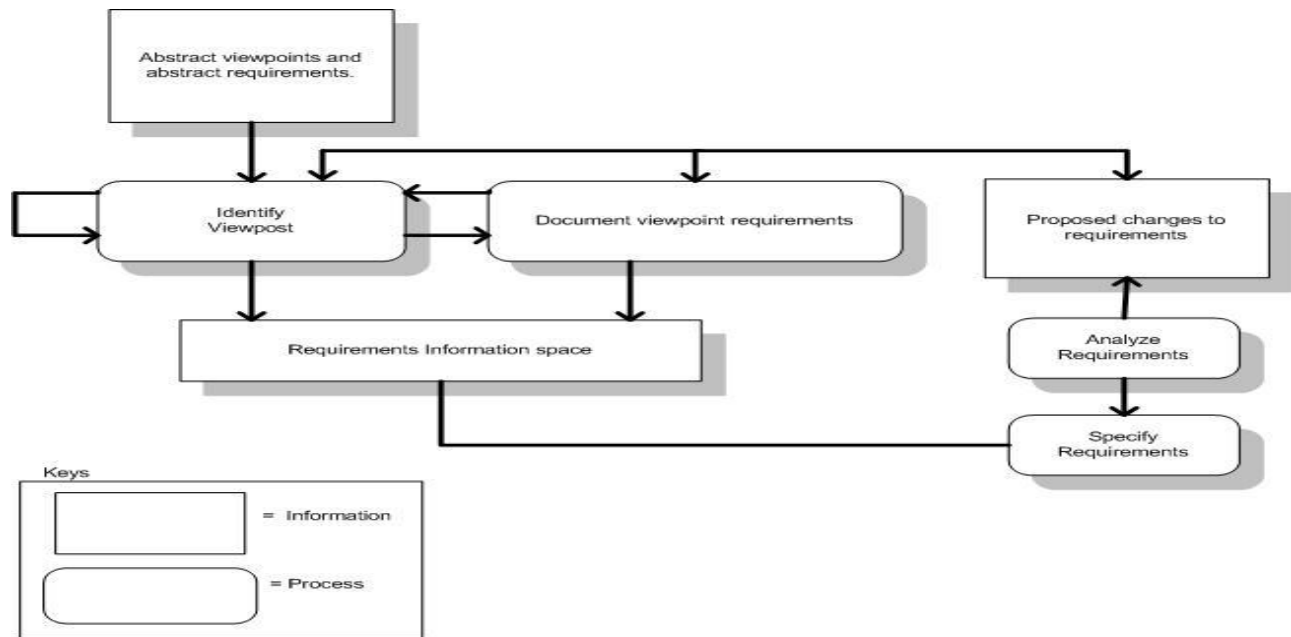 Abstract viewpoints and
abstract requirements.
Identify
Viewpost
Document viewpoint requirements
Proposed changes to
requirements
Requirements Information space
Analyze
Requirements
Specify
Requirements
Keys
= Information
= Process